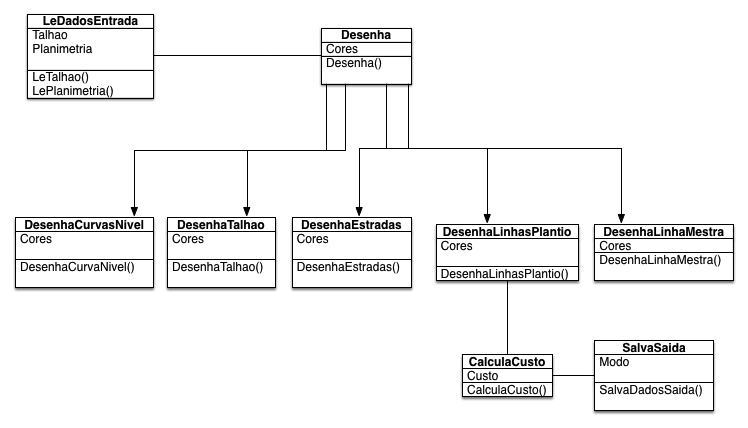 LeDadosEntrada
Talhao
Planimetria
LeTalhao()
LePlanimetria()
Desenha
Cores
Desenha()
DesenhaCurvasNivel
Cores
DesenhaCurvaNivel()
DesenhaTalhao
Cores
DesenhaTalhao()
DesenhaEstradas
Cores
DesenhaEstradas()
DesenhaLinhasPlantio
Cores
DesenhaLinhasPlantio()
DesenhaLinhaMestra
Cores
DesenhaLinhaMestra()
CalculaCusto
Custo
CalculaCusto()
SalvaSaida
Modo
SalvaDadosSaida()